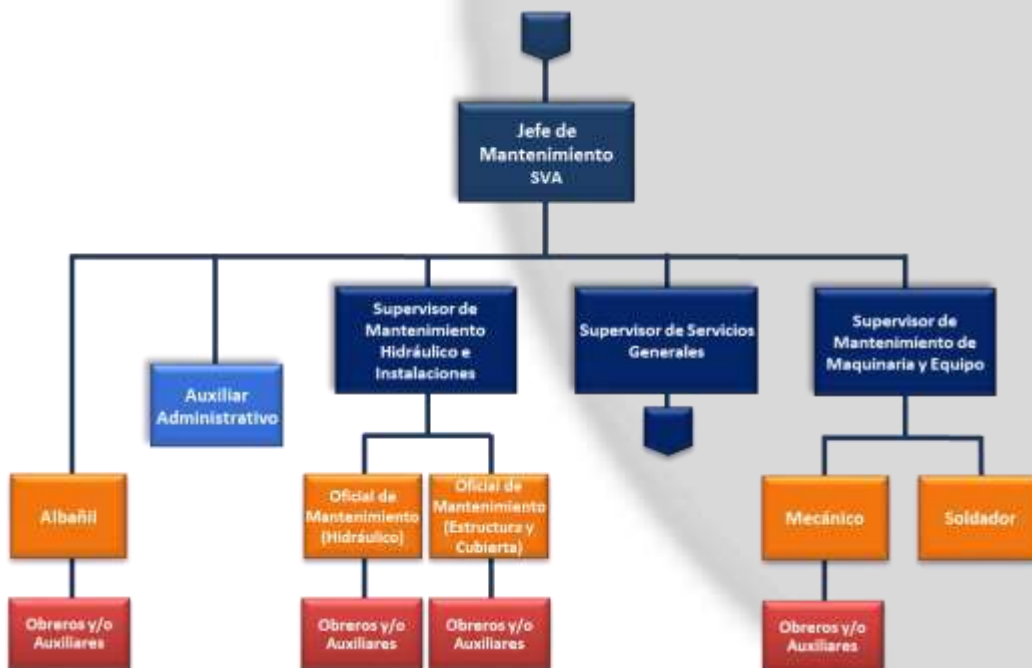 Jefe de
Mantenimiento
SVA
Supervisor de
Mantenimiento
Hidráulico e
Instalaciones
Supervisor de Servicios
Generales
Supervisor de
Mantenimiento de
Maquinaria y Equipo
Auxiliar
Administrativo
Albañil
Oficial de
Mantenimiento
(Hidráulico)
Oficial de
Mantenimiento
(Estructura y
Cubierta)
Mecánico
Soldador
Obreros y/o
Auxiliares
Obreros y/o
Auxiliares
Obreros y/o
Auxiliares
Obreros y/o
Auxiliares